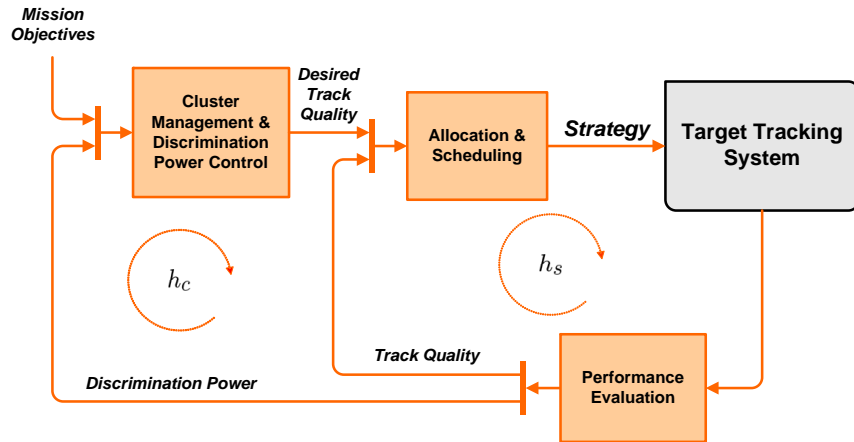 Mission
Objectives
Cluster
Management &
Discrimination
Power Control
Desired
Track
Quality
Allocation &
Scheduling
Strategy
Target Tracking
System
h_c
h_s
Track Quality
Discrimination Power
Performance
Evaluation